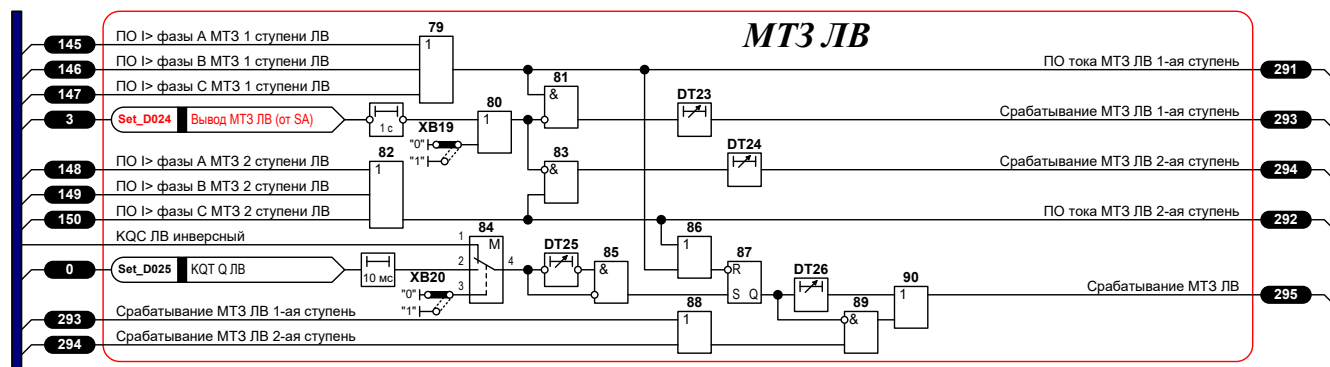 МТЗ ЛВ
145 ПО I> фазы А МТЗ 1 ступени ЛВ 79
146 ПО I> фазы В МТЗ 1 ступени ЛВ 1 ПО тока МТЗ ЛВ 1-ая ступень 291
147 ПО I> фазы С МТЗ 1 ступени ЛВ 81 & DT23
3 Set_D024 Вывод МТЗ ЛВ (от SA) 1 с 80 1 Срабатывание МТЗ ЛВ 1-ая ступень 293
XB19 "0" "1" DT24
148 ПО I> фазы А МТЗ 2 ступени ЛВ 82 1 83 & Срабатывание МТЗ ЛВ 2-ая ступень 294
149 ПО I> фазы В МТЗ 2 ступени ЛВ
150 ПО I> фазы С МТЗ 2 ступени ЛВ ПО тока МТЗ ЛВ 2-ая ступень 292
KQC ЛВ инверсный 1 84 M DT25 85 & 86 1 87
0 Set_D025 KQT Q ЛВ 10 мс 2 4 R DT26 90
XB20 "0" "1" 3 S Q 1 Срабатывание МТЗ ЛВ 295
293 Срабатывание МТЗ ЛВ 1-ая ступень 88 1 89 &
294 Срабатывание МТЗ ЛВ 2-ая ступень